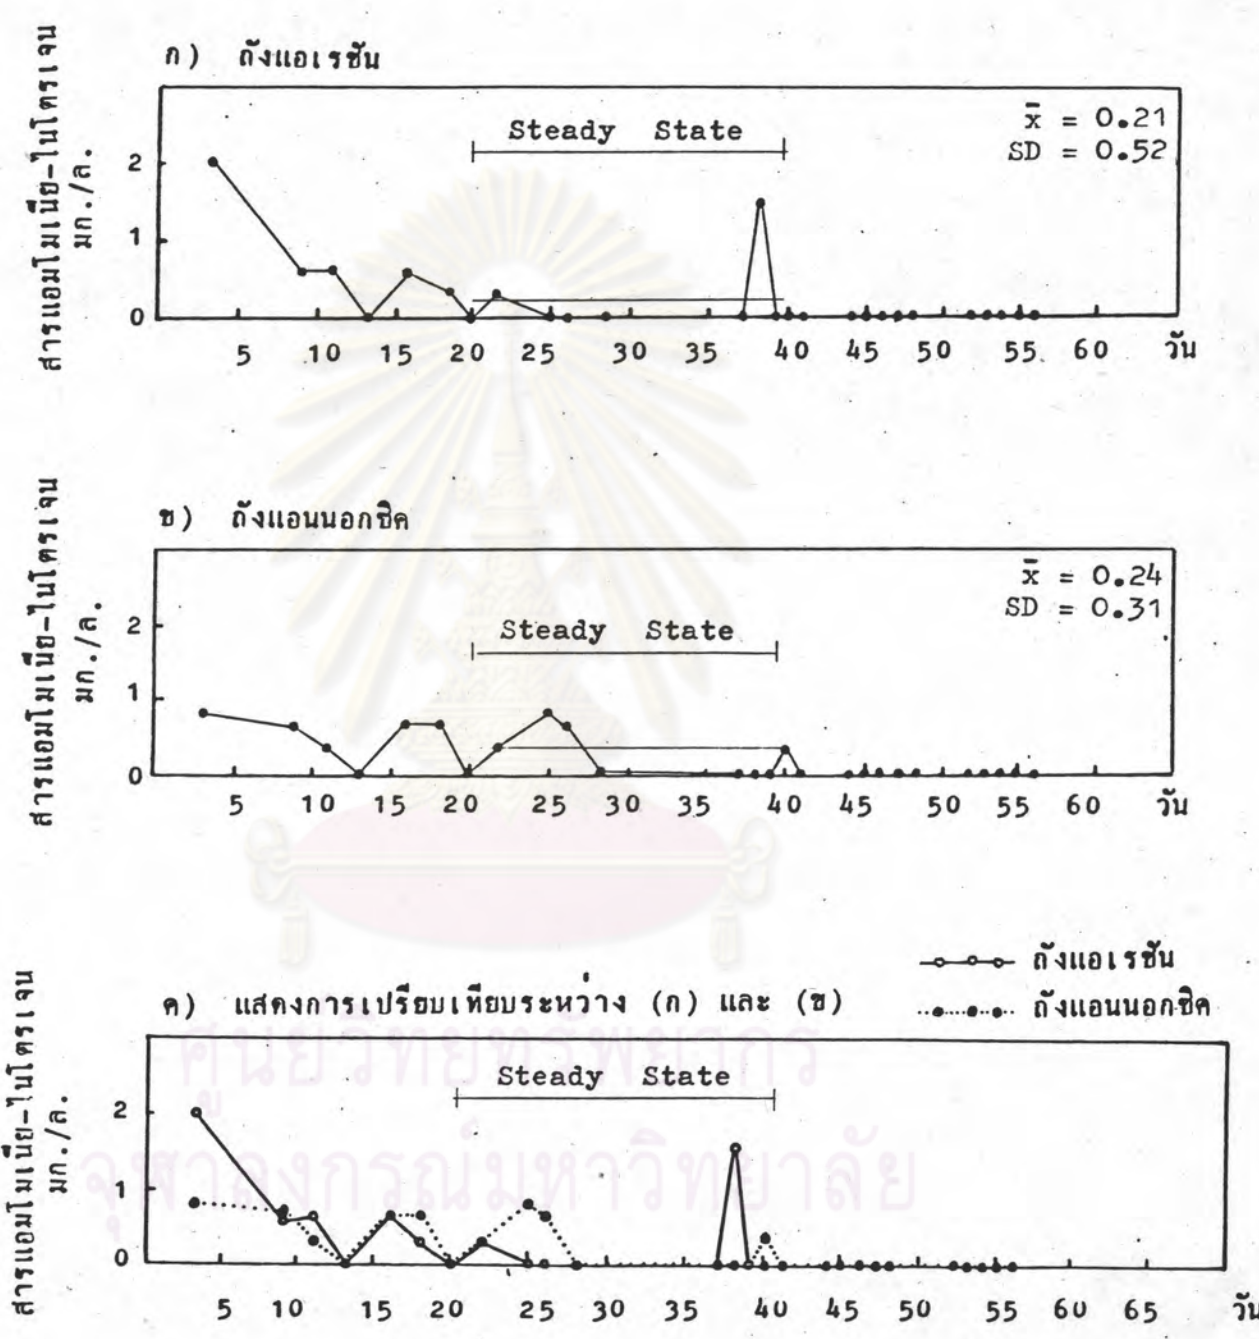 ก) ถังแอเรชัน
สารแอมโมเนีย-ไนโตรเจน
มก./ล.
Steady State
x̄ = 0.21
SD = 0.52
2
1
0
5 10 15 20 25 30 35 40 45 50 55 60 วัน
ข) ถังแอนนอกซิค
สารแอมโมเนีย-ไนโตรเจน
มก./ล.
Steady State
x̄ = 0.24
SD = 0.31
2
1
0
5 10 15 20 25 30 35 40 45 50 55 60 วัน
ถังแอเรชัน
ถังแอนนอกซิค
ค) แสดงการเปรียบเทียบระหว่าง (ก) และ (ข)
สารแอมโมเนีย-ไนโตรเจน
มก./ล.
Steady State
2
1
0
5 10 15 20 25 30 35 40 45 50 55 60 65 วัน
ศูนย์วิทยทรัพยากร
จุฬาลงกรณ์มหาวิทยาลัย